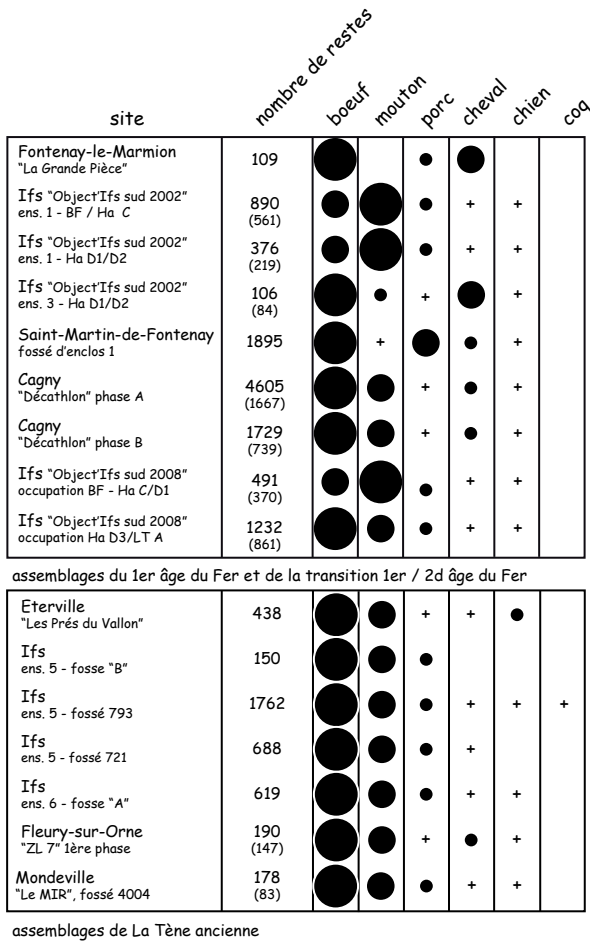 site nombre de restes boeuf mouton porc cheval chien coq
Fontenay-le-Marmion 109
"La Grande Pièce"
Ifs "Object'Ifs sud 2002" 890 + +
ens. 1 - BF / Ha C (561)
Ifs "Object'Ifs sud 2002" 376 + +
ens. 1 - Ha D1/D2 (219)
Ifs "Object'Ifs sud 2002" 106 + +
ens. 3 - Ha D1/D2 (84)
Saint-Martin-de-Fontenay 1895 + +
fossé d'enclos 1
Cagny 4605 + +
"Décathlon" phase A (1667)
Cagny 1729 + +
"Décathlon" phase B (739)
Ifs "Object'Ifs sud 2008" 491 + +
occupation BF - Ha C/D1 (370)
Ifs "Object'Ifs sud 2008" 1232 + +
occupation Ha D3/LT A (861)
assemblages du 1er âge du Fer et de la transition 1er / 2d âge du Fer
Eterville 438 + +
"Les Prés du Vallon"
Ifs 150
ens. 5 - fosse "B"
Ifs 1762 + + +
ens. 5 - fossé 793
Ifs 688 +
ens. 5 - fossé 721
Ifs 619 + +
ens. 6 - fosse "A"
Fleury-sur-Orne 190 + +
"ZL 7" 1ère phase (147)
Mondeville 178 + +
"Le MIR", fossé 4004 (83)
assemblages de La Tène ancienne